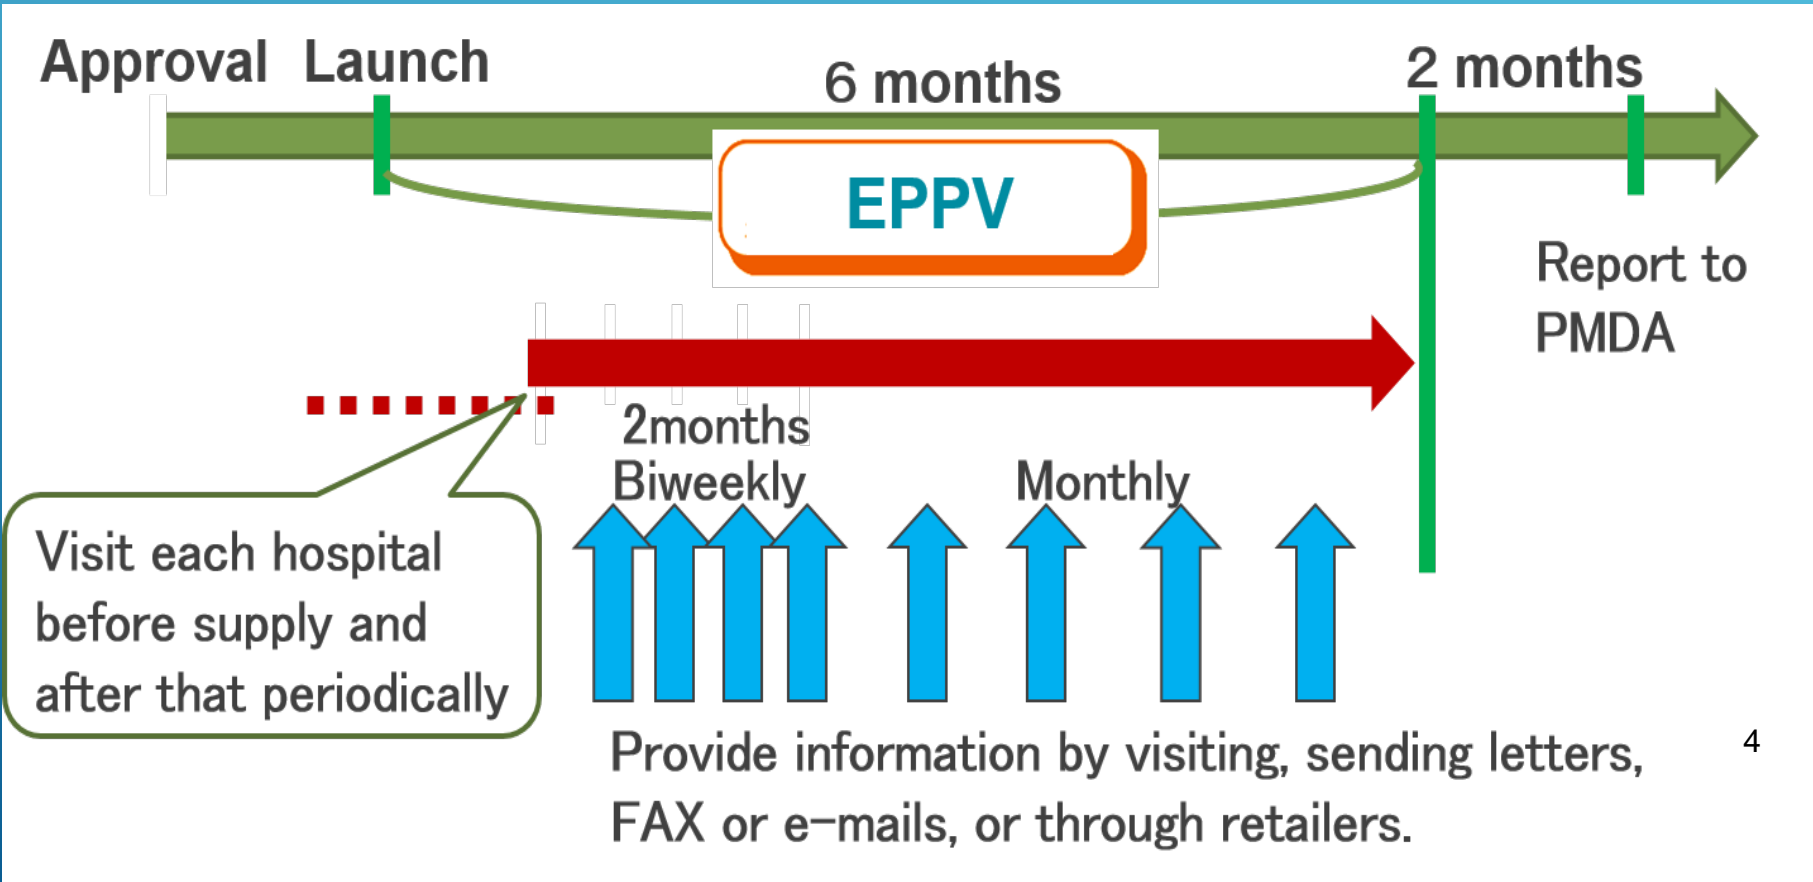 Approval Launch
6 months
2 months
EPPV
Report to
PMDA
2months
Biweekly
Monthly
Visit each hospital
before supply and
after that periodically
Provide information by visiting, sending letters,
FAX or e-mails, or through retailers.
4